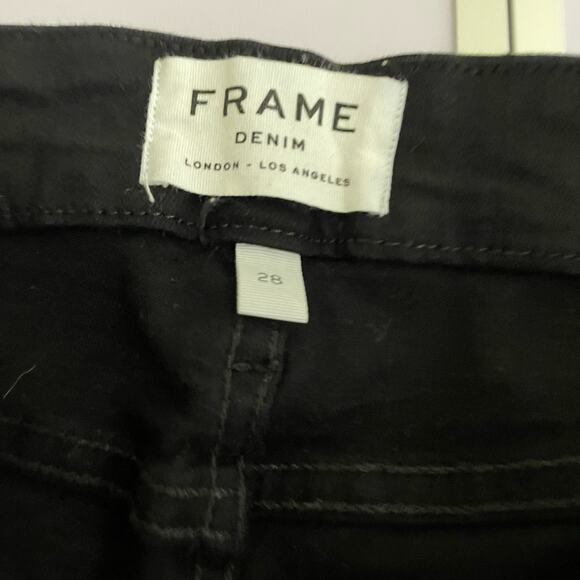 FRAME
DENIM
LONDON - LOS ANGELES
28